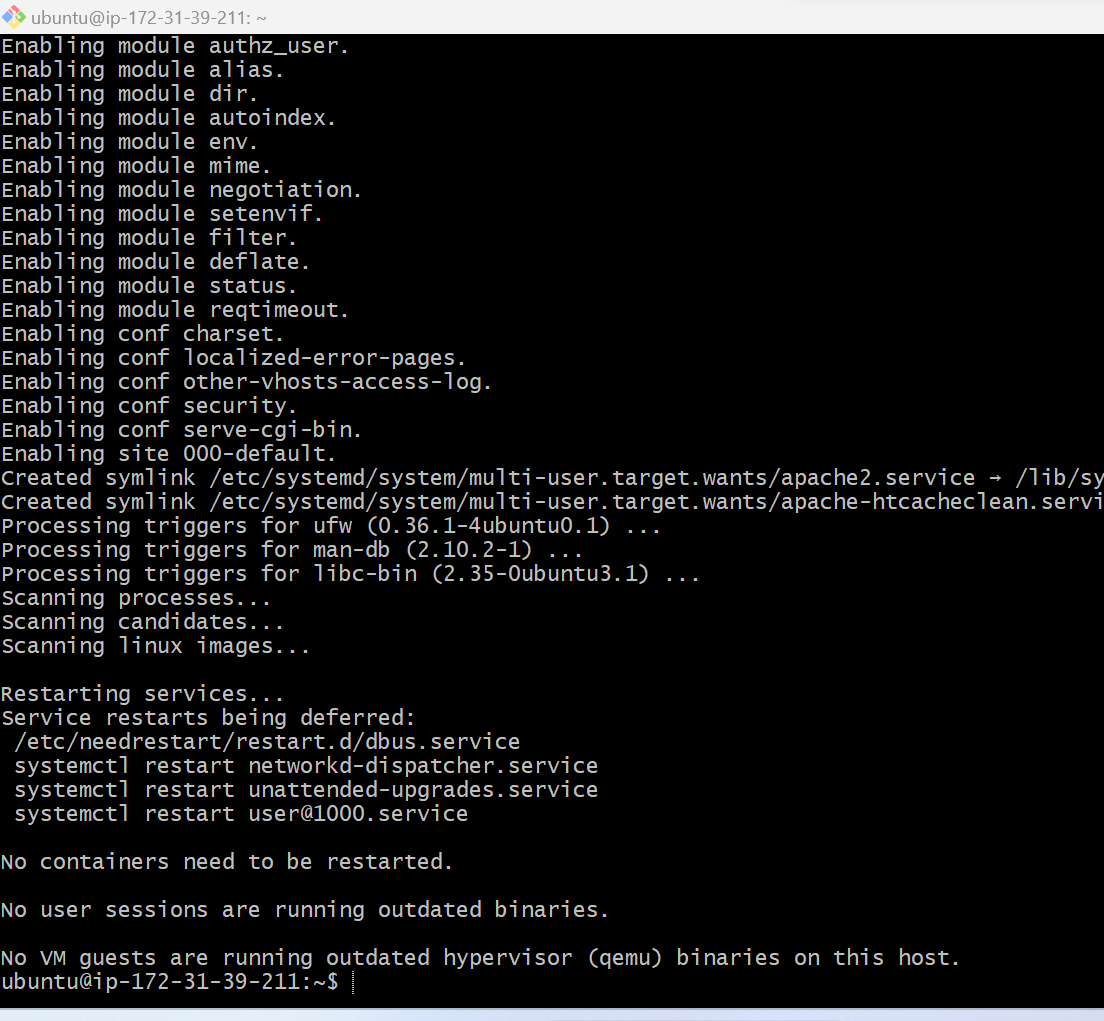 ubuntu@ip-172-31-39-211: ~
Enabling module authz_user.
Enabling module alias.
Enabling module dir.
Enabling module autoindex.
Enabling module env.
Enabling module mime.
Enabling module negotiation.
Enabling module setenvif.
Enabling module filter.
Enabling module deflate.
Enabling module status.
Enabling module reqtimeout.
Enabling conf charset.
Enabling conf localized-error-pages.
Enabling conf other-vhosts-access-log.
Enabling conf security.
Enabling conf serve-cgi-bin.
Enabling site 000-default.
Created symlink /etc/systemd/system/multi-user.target.wants/apache2.service → /lib/sy
Created symlink /etc/systemd/system/multi-user.target.wants/apache-htcacheclean.servi
Processing triggers for ufw (0.36.1-4ubuntu0.1) ...
Processing triggers for man-db (2.10.2-1) ...
Processing triggers for libc-bin (2.35-0ubuntu3.1) ...
Scanning processes...
Scanning candidates...
Scanning linux images...
Restarting services...
Service restarts being deferred:
/etc/needrestart/restart.d/dbus.service
systemctl restart networkd-dispatcher.service
systemctl restart unattended-upgrades.service
systemctl restart user@1000.service
No containers need to be restarted.
No user sessions are running outdated binaries.
No VM guests are running outdated hypervisor (qemu) binaries on this host.
ubuntu@ip-172-31-39-211:~$